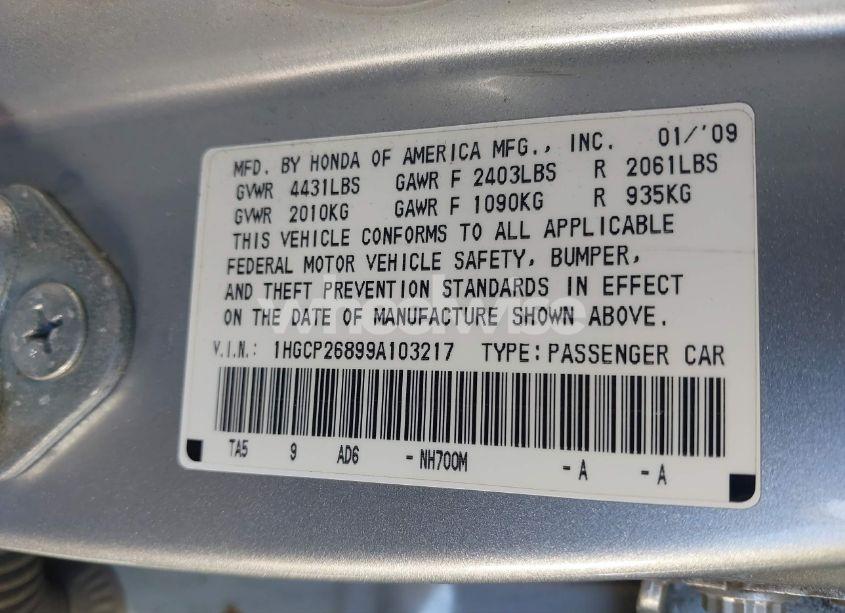 MFD. BY HONDA OF AMERICA MFG., INC. 01/'09
GVWR 4431LBS GAWR F 2403LBS R 2061LBS
GVWR 2010KG GAWR F 1090KG R 935KG
THIS VEHICLE CONFORMS TO ALL APPLICABLE
FEDERAL MOTOR VEHICLE SAFETY, BUMPER,
AND THEFT PREVENTION STANDARDS IN EFFECT
ON THE DATE OF MANUFACTURE SHOWN ABOVE.
wheelwise
V.I.N.: 1HGCP26899A103217 TYPE: PASSENGER CAR
TA5 9 AD6 - NH700M - A - A